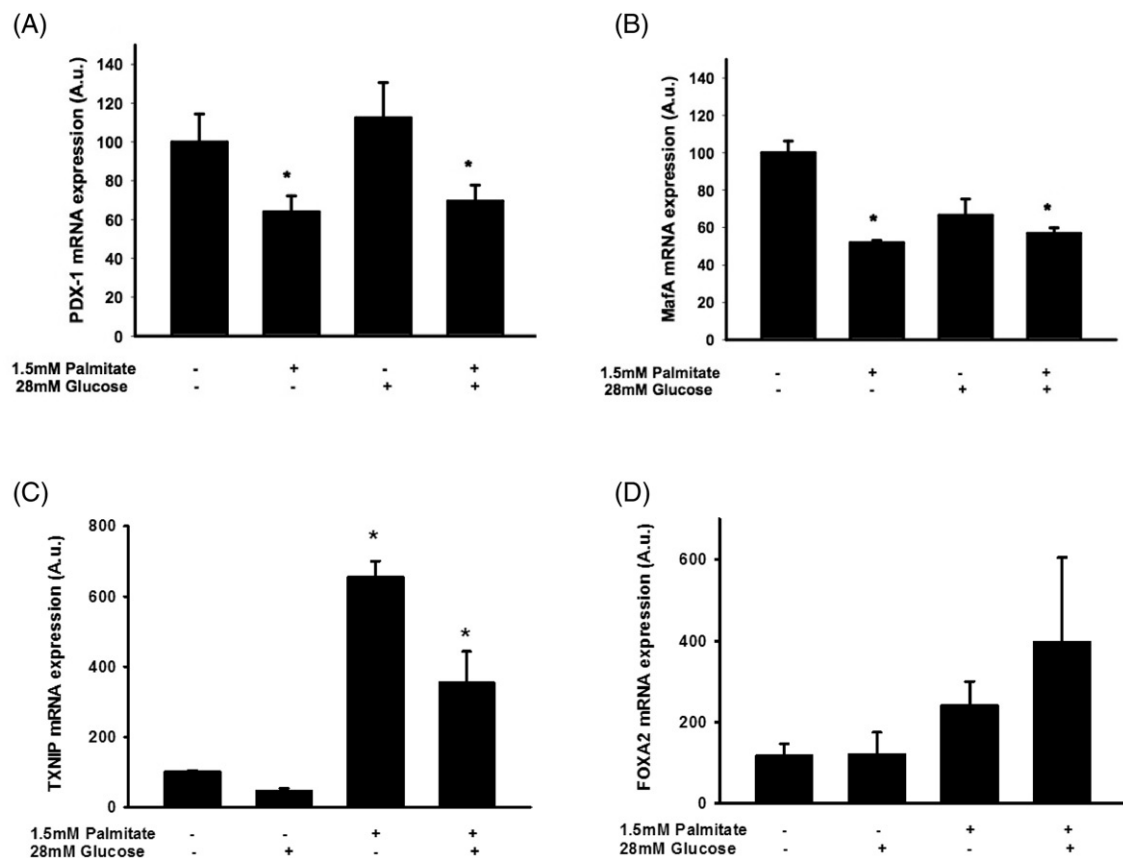 (A)
PDX-1 mRNA expression (A.u.)
140
120
100
80
60
40
20
0
*
*
1.5mM Palmitate - + - +
28mM Glucose - - + +
(B)
MafA mRNA expression (A.u.)
140
120
100
80
60
40
20
0
*
*
1.5mM Palmitate - + - +
28mM Glucose - - + +
(C)
TXNIP mRNA expression (A.u.)
800
600
400
200
0
*
*
1.5mM Palmitate - - + +
28mM Glucose - + - +
(D)
FOXA2 mRNA expression (A.u.)
600
400
200
0
1.5mM Palmitate - - + +
28mM Glucose - + - +